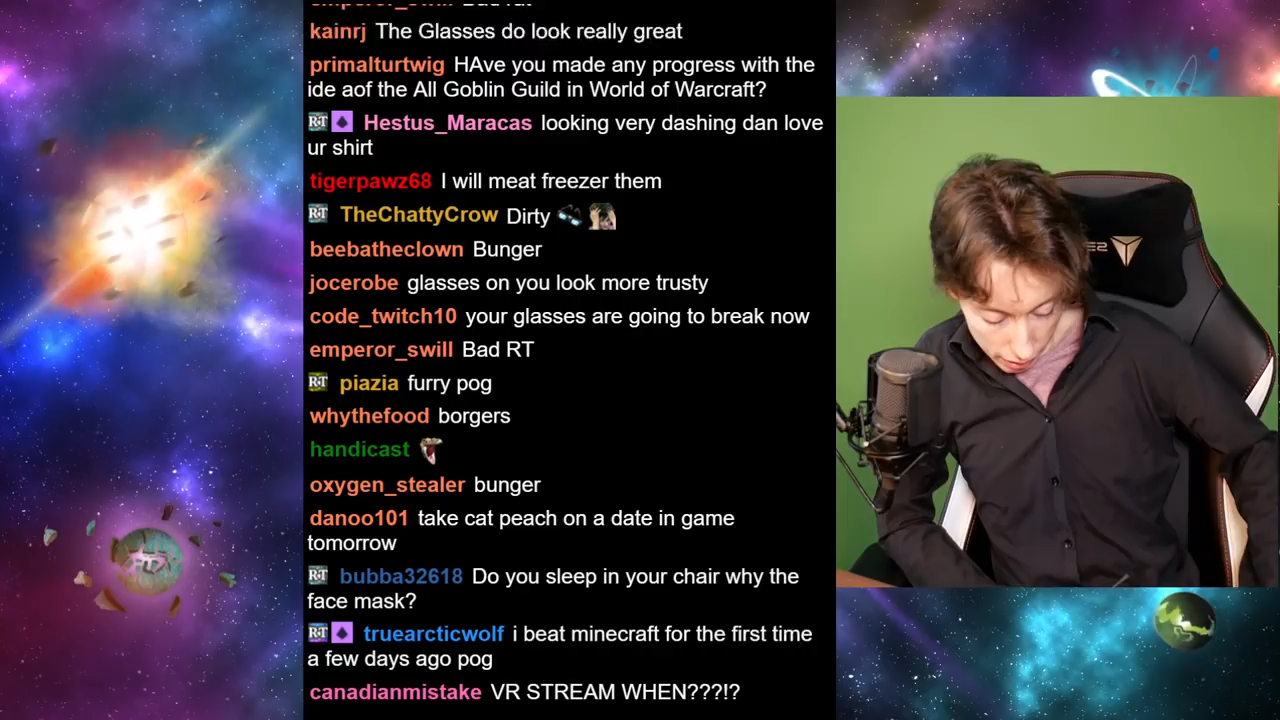 kainrj The Glasses do look really great
primalturtwig HAve you made any progress with the
ide aof the All Goblin Guild in World of Warcraft?
RT Hestus_Maracas looking very dashing dan love
ur shirt
tigerpawz68 I will meat freezer them
RT TheChattyCrow Dirty
beebatheclown Bunger
jocerobe glasses on you look more trusty
code_twitch10 your glasses are going to break now
emperor_swill Bad RT
RT piazia furry pog
whythefood borgers
handicast
oxygen_stealer bunger
danoo101 take cat peach on a date in game
tomorrow
RT bubba32618 Do you sleep in your chair why the
face mask?
RT truearcticwolf i beat minecraft for the first time
a few days ago pog
canadianmistake VR STREAM WHEN???!?